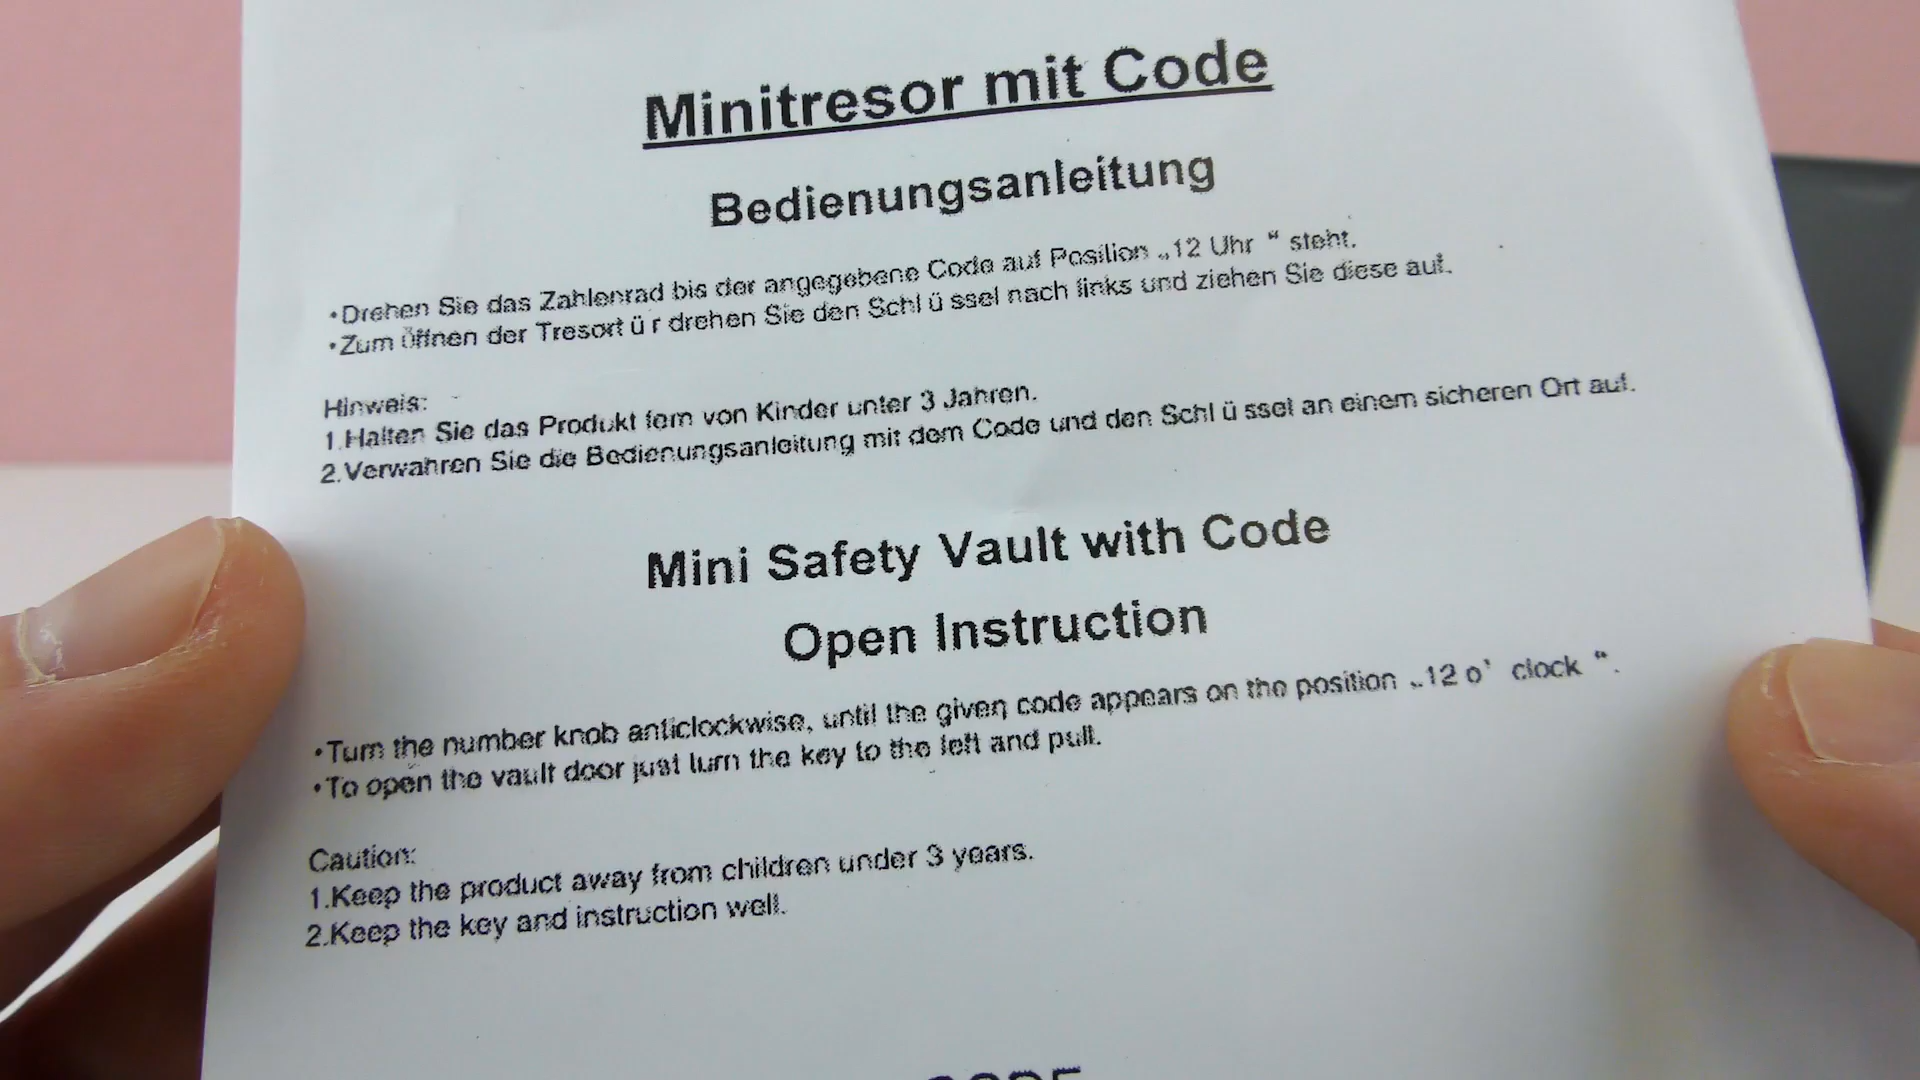 Minitresor mit Code
Bedienungsanleitung
•Drehen Sie das Zahlenrad bis der angegebene Code auf Position „12 Uhr “ steht.
•Zum Öffnen der Tresort ü r drehen Sie den Schl ü ssel nach links und ziehen Sie diese auf.
Hinweis:
1.Halten Sie das Produkt fern von Kinder unter 3 Jahren.
2.Verwahren Sie die Bedienungsanleitung mit dem Code und den Schl ü ssel an einem sicheren Ort auf.
Mini Safety Vault with Code
Open Instruction
•Turn the number knob anticlockwise, until the given code appears on the position „12 o’ clock “.
•To open the vault door just turn the key to the left and pull.
Caution:
1.Keep the product away from children under 3 years.
2.Keep the key and instruction well.